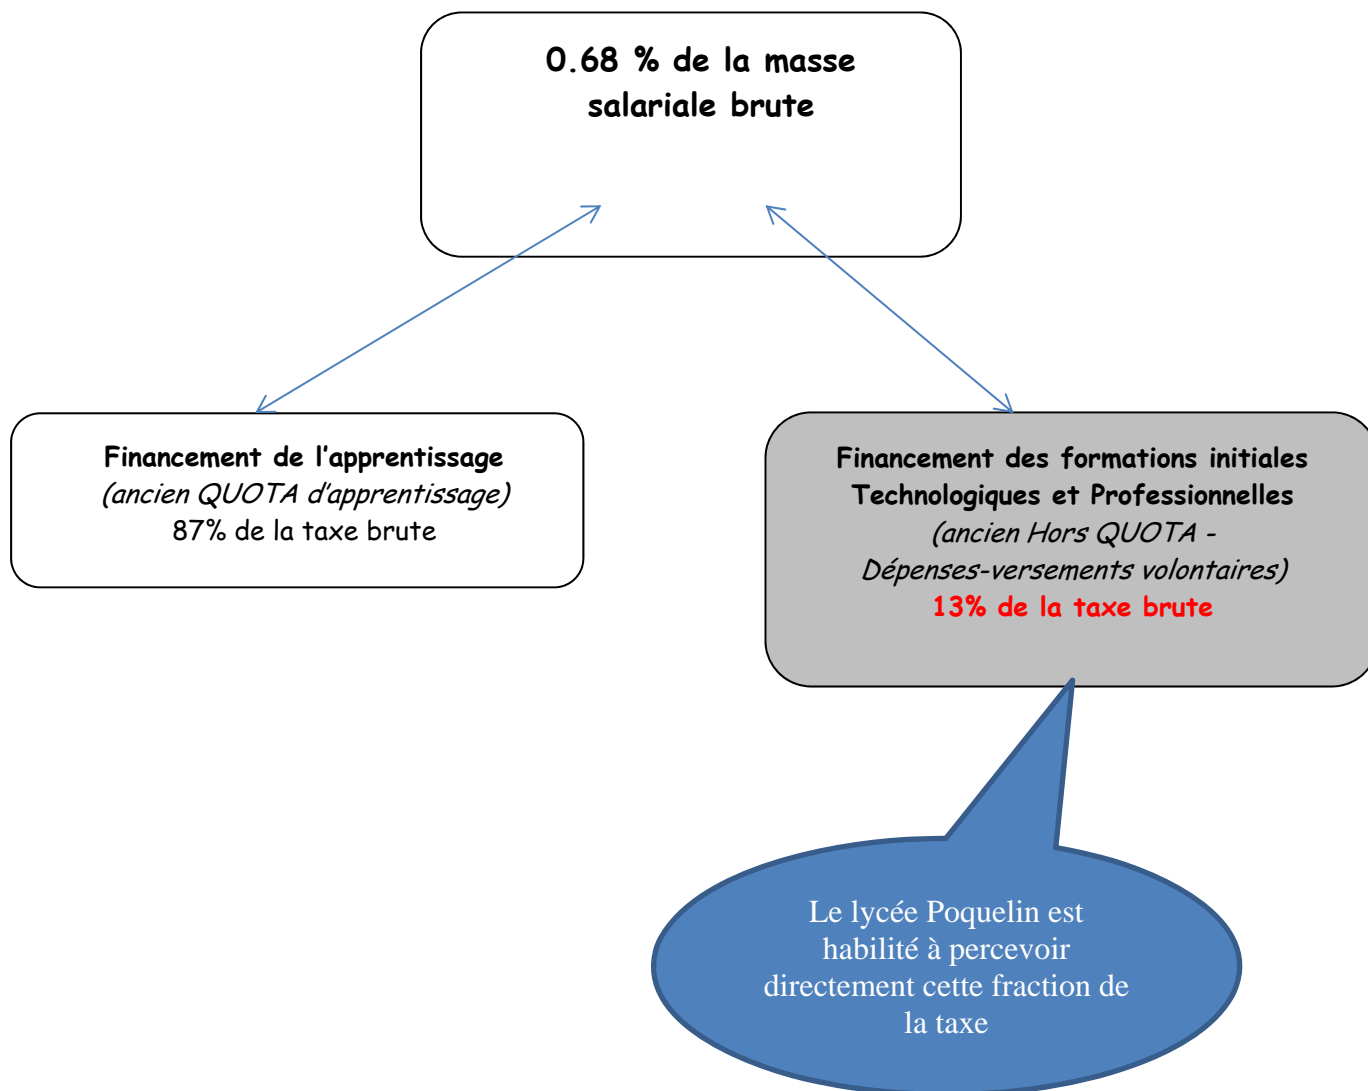 0.68 % de la masse
salariale brute
Financement de l'apprentissage
(ancien QUOTA d'apprentissage)
87% de la taxe brute
Financement des formations initiales
Technologiques et Professionnelles
(ancien Hors QUOTA -
Dépenses-versements volontaires)
13% de la taxe brute
Le lycée Poquelin est
habilité à percevoir
directement cette fraction de
la taxe